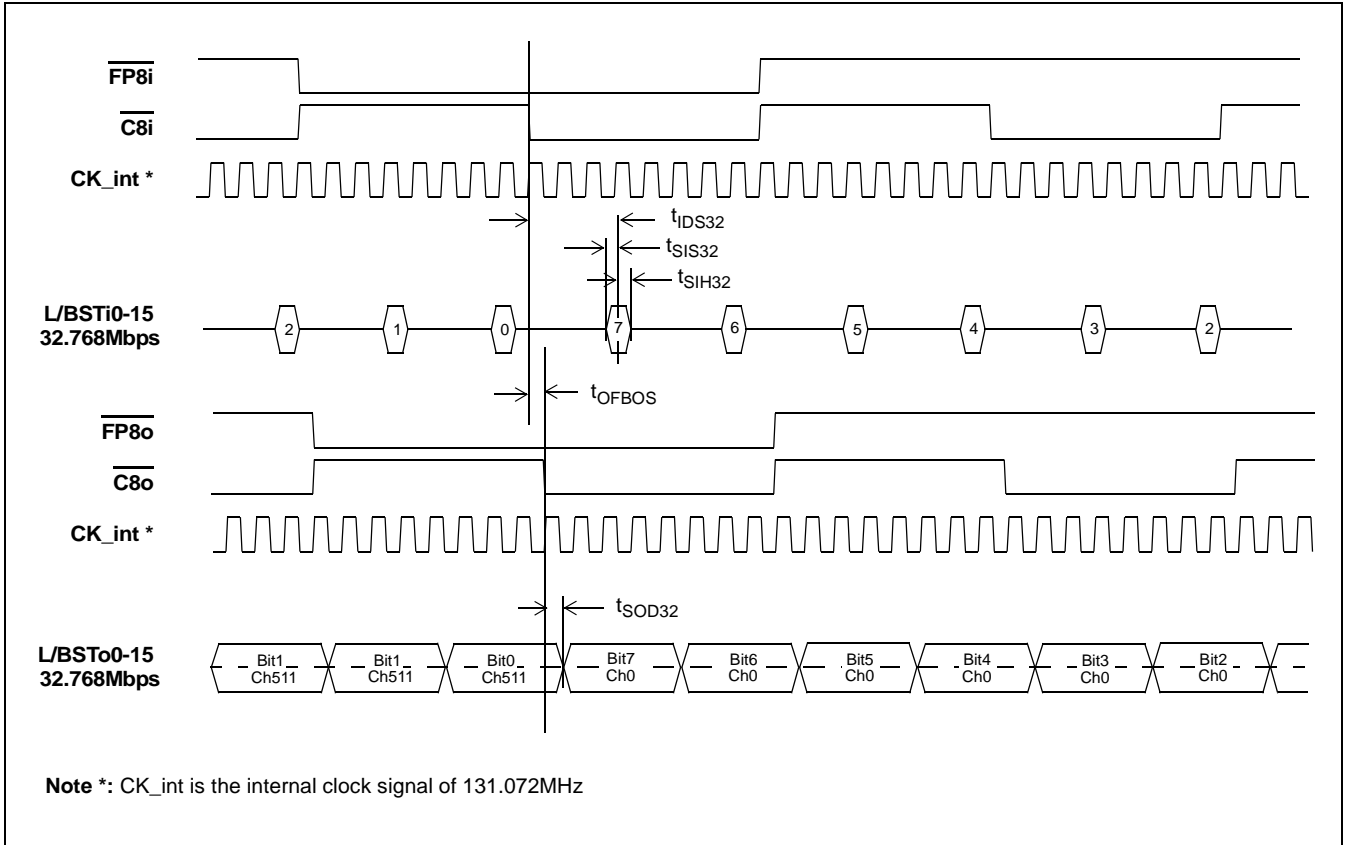 FP8i
C8i
CK_int *
tIDS32
tSIS32
tSIH32
L/BSTi0-15
32.768Mbps
2 1 0 7 6 5 4 3 2
tOFBOS
FP8o
C8o
CK_int *
tSOD32
L/BSTo0-15
32.768Mbps
Bit1 Bit1 Bit0 Bit7 Bit6 Bit5 Bit4 Bit3 Bit2
Ch511 Ch511 Ch511 Ch0 Ch0 Ch0 Ch0 Ch0 Ch0
Note *: CK_int is the internal clock signal of 131.072MHz